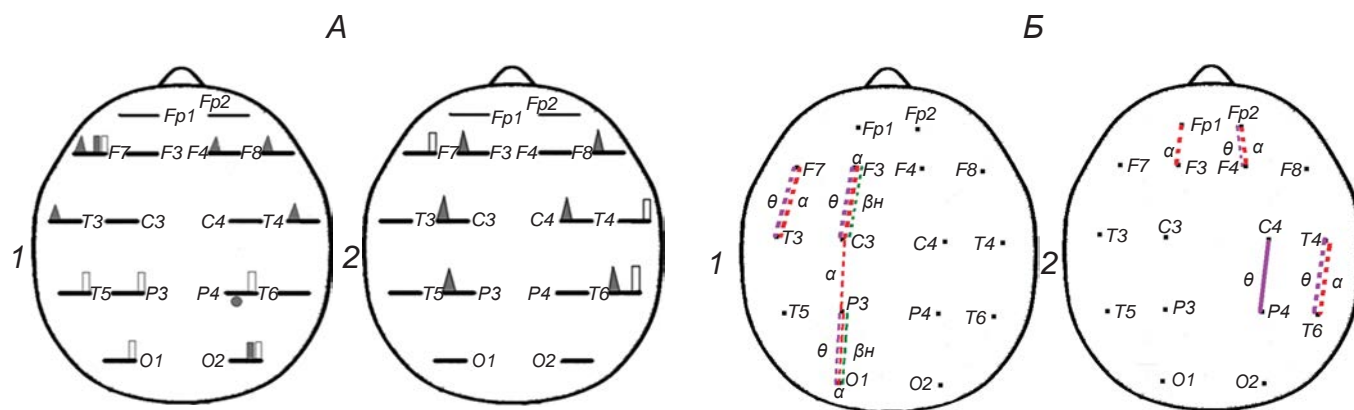 А Б
Fp1 Fp2
F7 F3 F4 F8
T3 C3 C4 T4
1
T5 P3 P4 T6
O1 O2
Fp1 Fp2
F7 F3 F4 F8
T3 C3 C4 T4
2
T5 P3 P4 T6
O1 O2
Fp1 Fp2
α
F7 F3 F4 F8
θ α θ βн
T3 C3 C4 T4
1
α
T5 P3 P4 T6
θ βн
O1 O2
α
Fp1 Fp2
α θ α
F7 F3 F4 F8
T3 C3 C4 T4
2
θ θ α
T5 P3 P4 T6
O1 O2